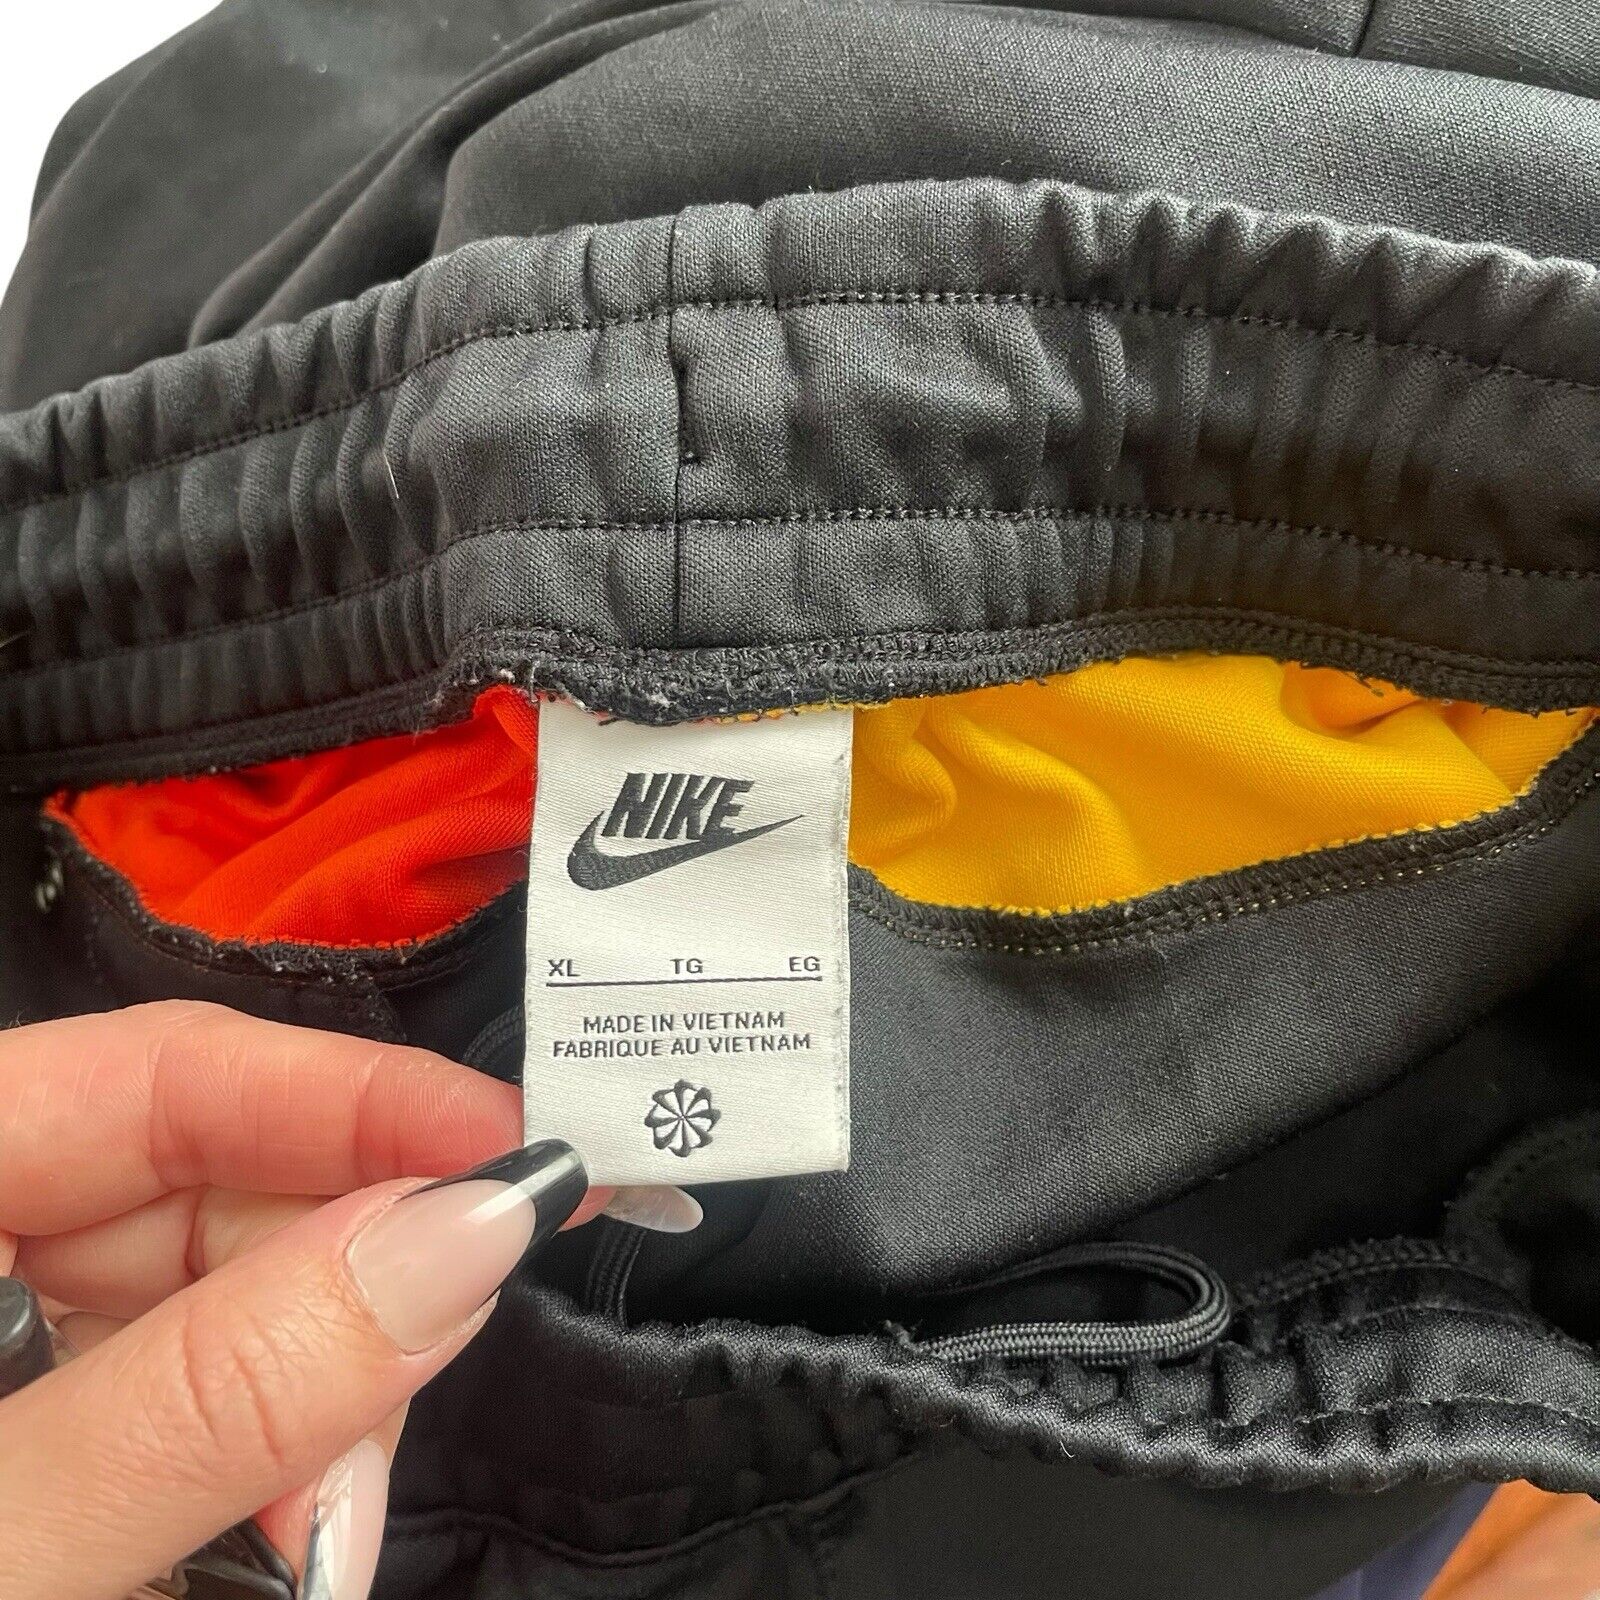 NIKE
XL TG EG
MADE IN VIETNAM
FABRIQUE AU VIETNAM